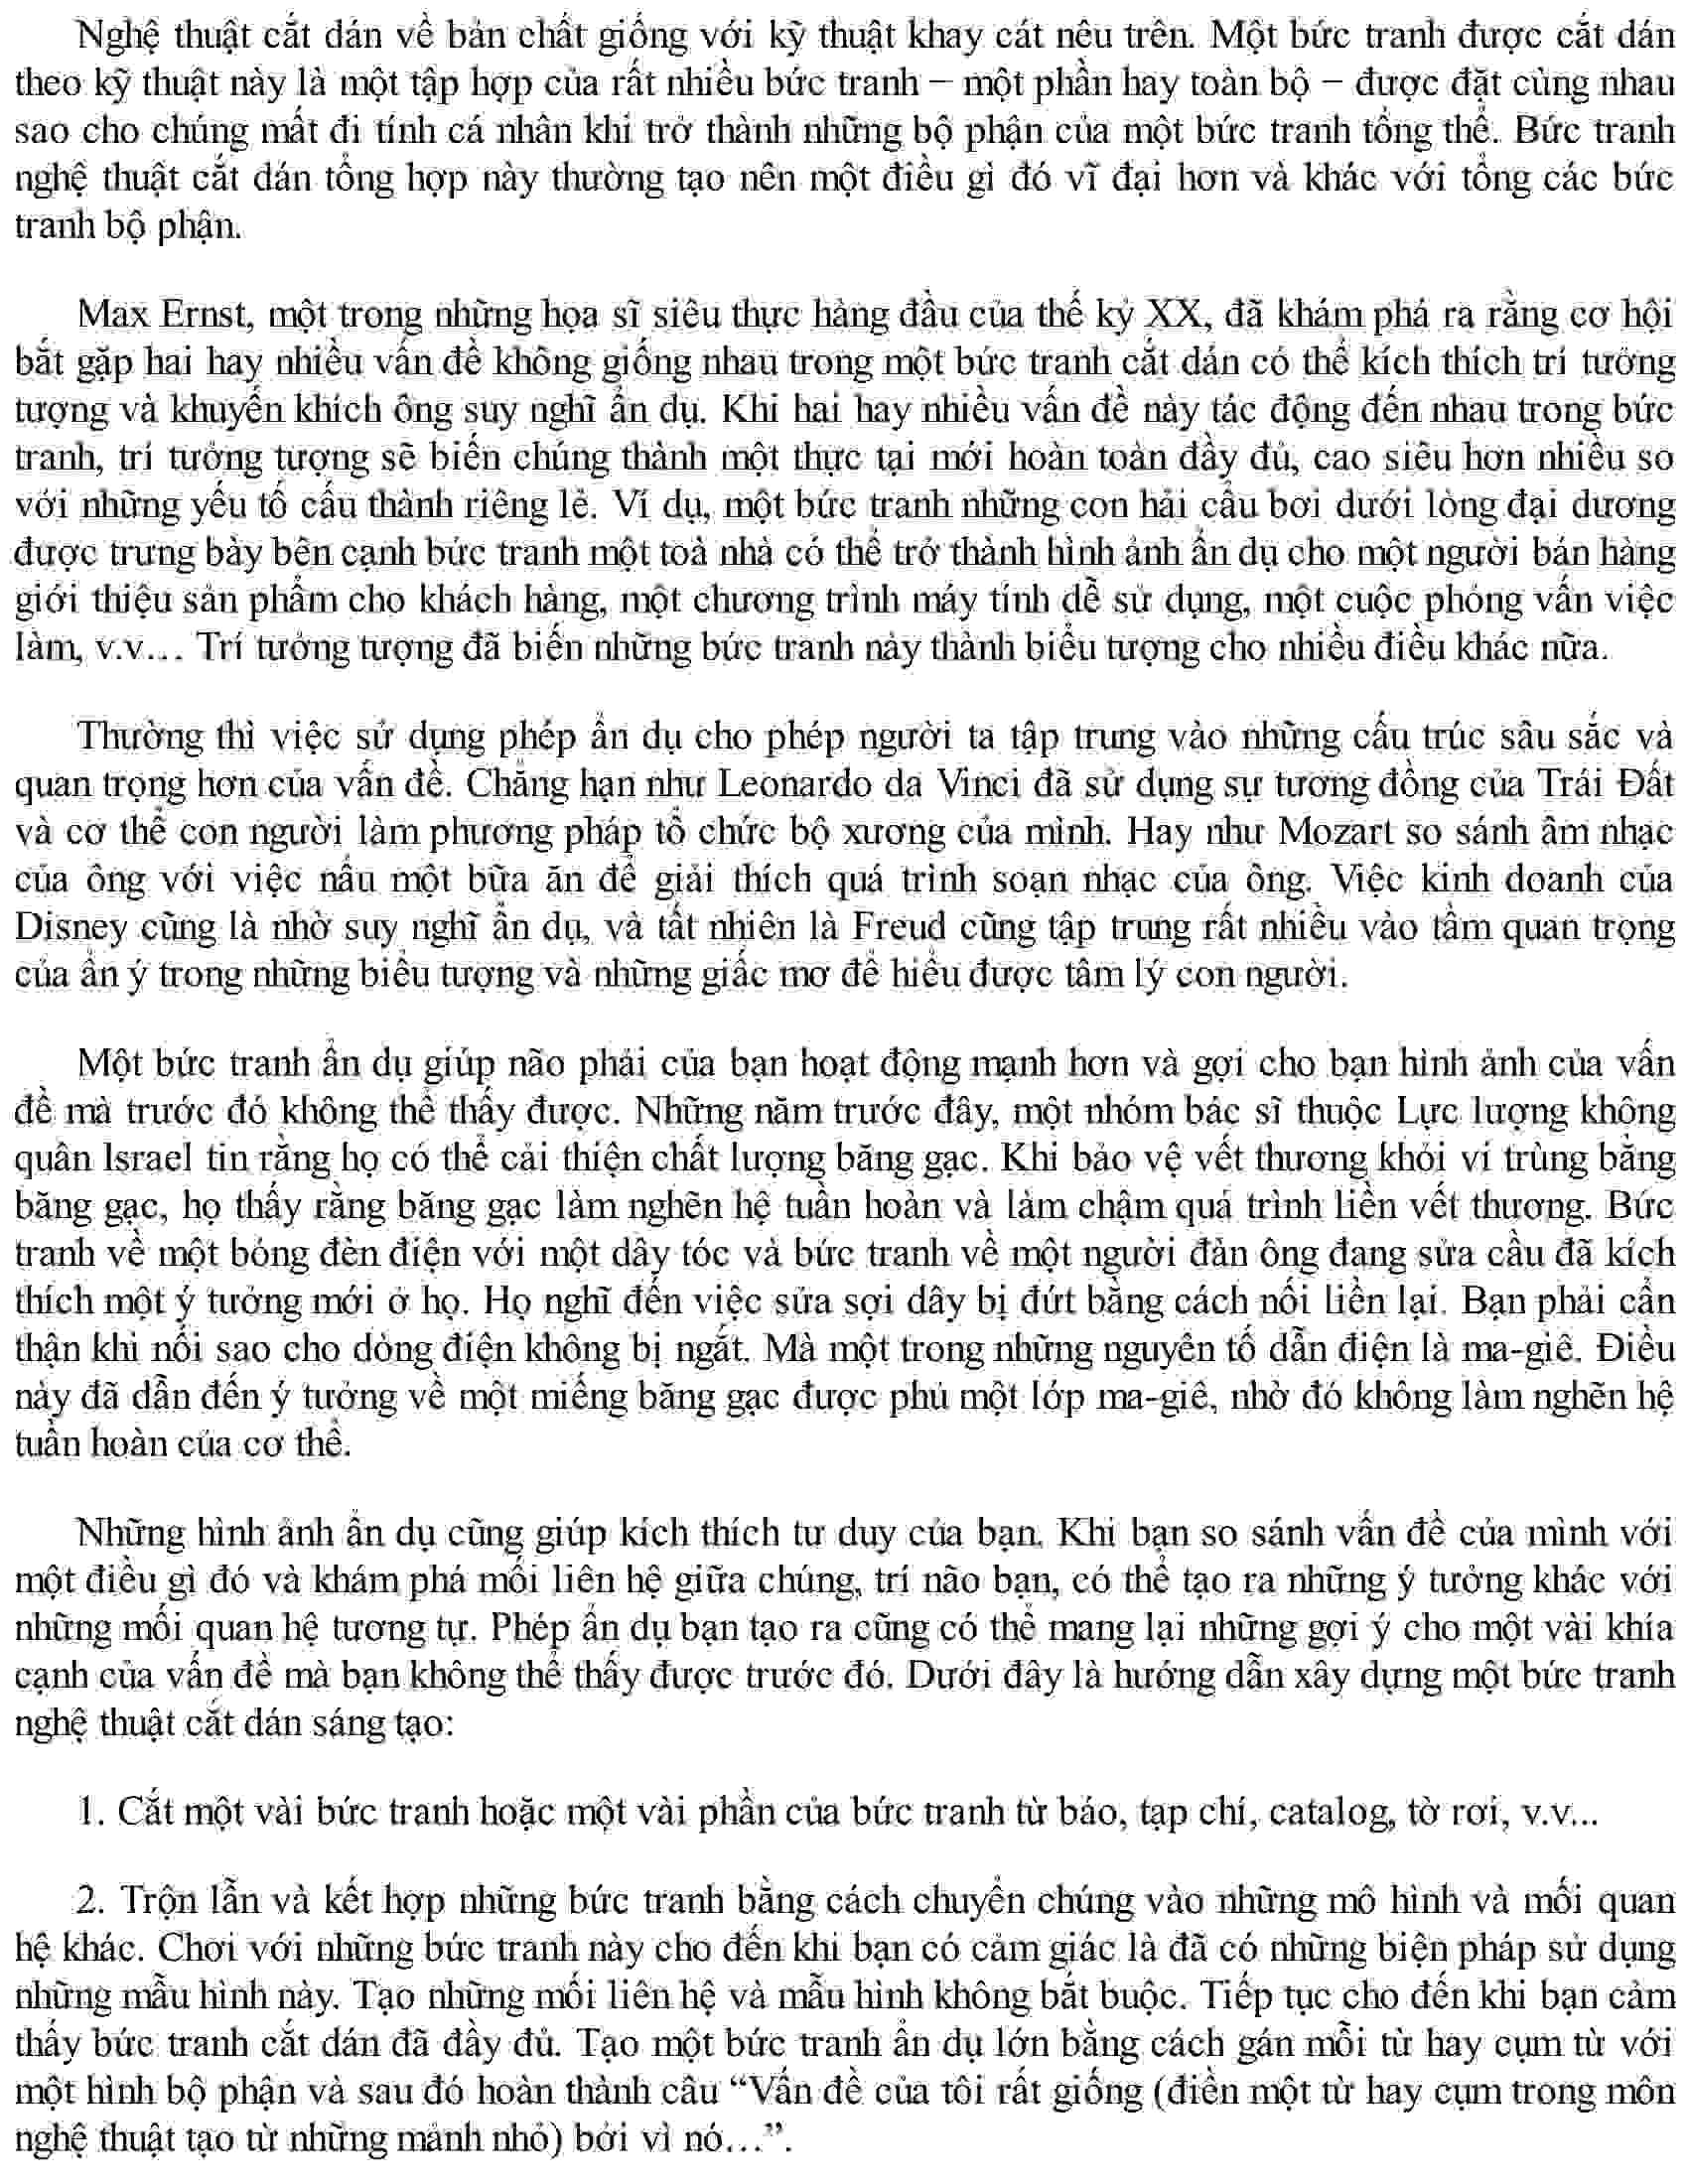 Nghệ thuật cắt dán về bản chất giống với kỹ thuật khay cát nêu trên. Một bức tranh được cắt dán
theo kỹ thuật này là một tập hợp của rất nhiều bức tranh – một phần hay toàn bộ – được đặt cùng nhau
sao cho chúng mất đi tính cá nhân khi trở thành những bộ phận của một bức tranh tổng thể. Bức tranh
nghệ thuật cắt dán tổng hợp này thường tạo nên một điều gì đó vĩ đại hơn và khác với tổng các bức
tranh bộ phận.
Max Ernst, một trong những họa sĩ siêu thực hàng đầu của thế kỷ XX, đã khám phá ra rằng cơ hội
bắt gặp hai hay nhiều vấn đề không giống nhau trong một bức tranh cắt dán có thể kích thích trí tưởng
tượng và khuyến khích ông suy nghĩ ẩn dụ. Khi hai hay nhiều vấn đề này tác động đến nhau trong bức
tranh, trí tưởng tượng sẽ biến chúng thành một thực tại mới hoàn toàn đầy đủ, cao siêu hơn nhiều so
với những yếu tố cấu thành riêng lẻ. Ví dụ, một bức tranh những con hải cẩu bơi dưới lòng đại dương
được trưng bày bên cạnh bức tranh một toà nhà có thể trở thành hình ảnh ẩn dụ cho một người bán hàng
giới thiệu sản phẩm cho khách hàng, một chương trình máy tính dễ sử dụng, một cuộc phỏng vấn việc
làm, v.v... Trí tưởng tượng đã biến những bức tranh này thành biểu tượng cho nhiều điều khác nữa.
Thường thì việc sử dụng phép ẩn dụ cho phép người ta tập trung vào những cấu trúc sâu sắc và
quan trọng hơn của vấn đề. Chẳng hạn như Leonardo da Vinci đã sử dụng sự tương đồng của Trái Đất
và cơ thể con người làm phương pháp tổ chức bộ xương của mình. Hay như Mozart so sánh âm nhạc
của ông với việc nấu một bữa ăn để giải thích quá trình soạn nhạc của ông. Việc kinh doanh của
Disney cũng là nhờ suy nghĩ ẩn dụ, và tất nhiên là Freud cũng tập trung rất nhiều vào tầm quan trọng
của ẩn ý trong những biểu tượng và những giấc mơ để hiểu được tâm lý con người.
Một bức tranh ẩn dụ giúp não phải của bạn hoạt động mạnh hơn và gợi cho bạn hình ảnh của vấn
đề mà trước đó không thể thấy được. Những năm trước đây, một nhóm bác sĩ thuộc Lực lượng không
quân Israel tin rằng họ có thể cải thiện chất lượng băng gạc. Khi bảo vệ vết thương khỏi vi trùng bằng
băng gạc, họ thấy rằng băng gạc làm nghẽn hệ tuần hoàn và làm chậm quá trình liền vết thương. Bức
tranh về một bóng đèn điện với một dây tóc và bức tranh về một người đàn ông đang sửa cầu đã kích
thích một ý tưởng mới ở họ. Họ nghĩ đến việc sửa sợi dây bị đứt bằng cách nối liền lại. Bạn phải cẩn
thận khi nối sao cho dòng điện không bị ngắt. Mà một trong những nguyên tố dẫn điện là ma-giê. Điều
này đã dẫn đến ý tưởng về một miếng băng gạc được phủ một lớp ma-giê, nhờ đó không làm nghẽn hệ
tuần hoàn của cơ thể.
Những hình ảnh ẩn dụ cũng giúp kích thích tư duy của bạn. Khi bạn so sánh vấn đề của mình với
một điều gì đó và khám phá mối liên hệ giữa chúng, trí não bạn, có thể tạo ra những ý tưởng khác với
những mối quan hệ tương tự. Phép ẩn dụ bạn tạo ra cũng có thể mang lại những gợi ý cho một vài khía
cạnh của vấn đề mà bạn không thể thấy được trước đó. Dưới đây là hướng dẫn xây dựng một bức tranh
nghệ thuật cắt dán sáng tạo:
1. Cắt một vài bức tranh hoặc một vài phần của bức tranh từ báo, tạp chí, catalog, tờ rơi, v.v...
2. Trộn lẫn và kết hợp những bức tranh bằng cách chuyển chúng vào những mô hình và mối quan
hệ khác. Chơi với những bức tranh này cho đến khi bạn có cảm giác là đã có những biện pháp sử dụng
những mẫu hình này. Tạo những mối liên hệ và mẫu hình không bắt buộc. Tiếp tục cho đến khi bạn cảm
thấy bức tranh cắt dán đã đầy đủ. Tạo một bức tranh ẩn dụ lớn bằng cách gán mỗi từ hay cụm từ với
một hình bộ phận và sau đó hoàn thành câu “Vấn đề của tôi rất giống (điền một từ hay cụm trong môn
nghệ thuật tạo từ những mảnh nhỏ) bởi vì nó...”.